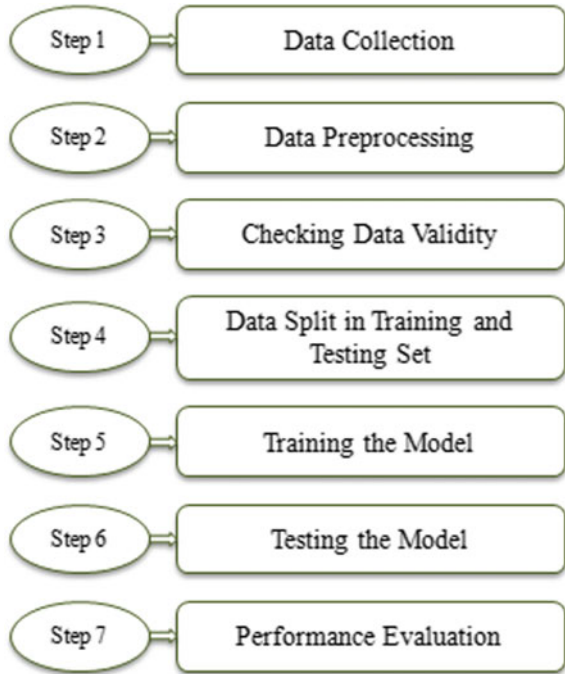 Step 1
Data Collection
Step 2
Data Preprocessing
Step 3
Checking Data Validity
Step 4
Data Split in Training and
Testing Set
Step 5
Training the Model
Step 6
Testing the Model
Step 7
Performance Evaluation